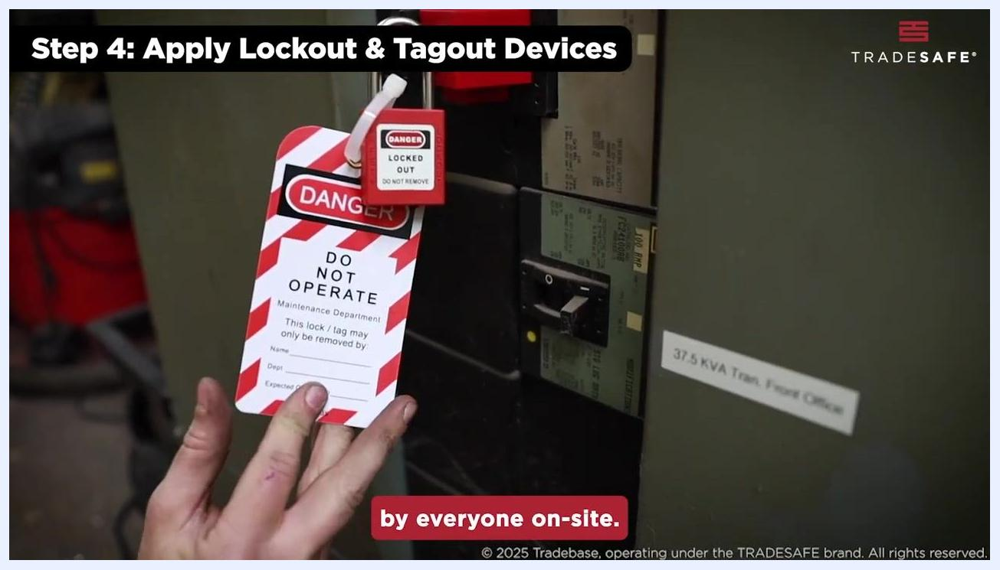 Step 4: Apply Lockout & Tagout Devices
TRADESAFE®
DANGER
LOCKED
OUT
DO NOT REMOVE
DANGER
DO
NOT
OPERATE
Maintenance Department
This lock / tag may
only be removed by:
Name
Dept
Expected
100 AMP
O
37.5 KVA Tran. Front Office
by everyone on-site.
© 2025 Tradebase, operating under the TRADESAFE brand. All rights reserved.